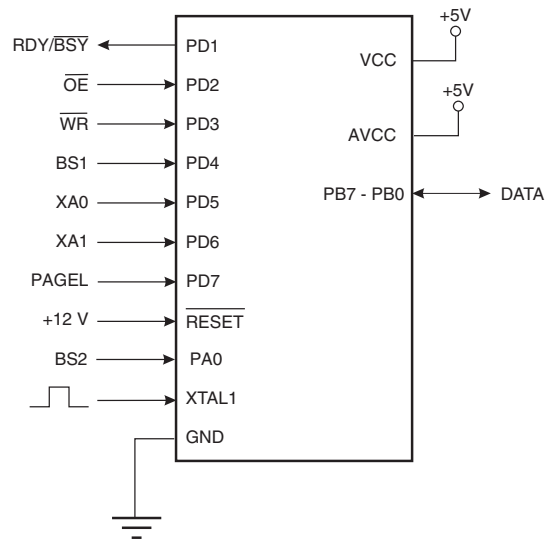 +5V
RDY/BSY PD1
VCC
OE PD2
+5V
WR PD3
AVCC
BS1 PD4
XA0 PD5
PB7 - PB0 DATA
XA1 PD6
PAGEL PD7
+12 V RESET
BS2 PA0
XTAL1
GND